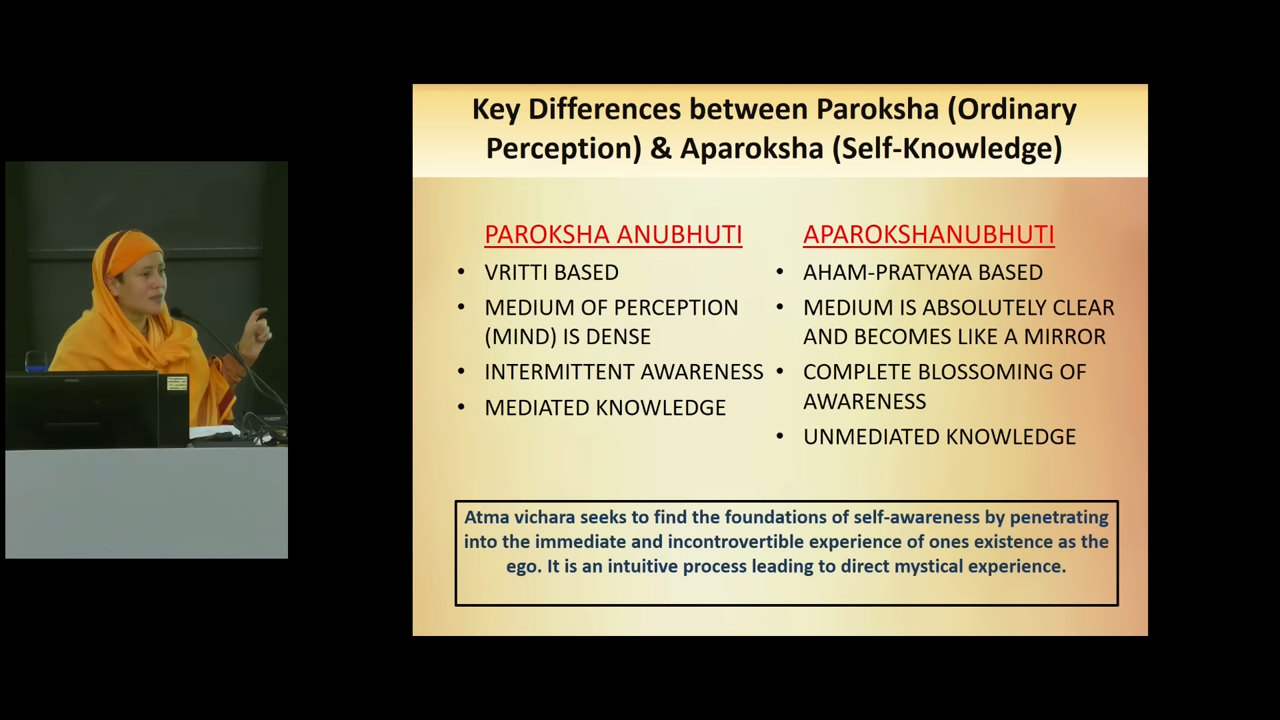 Key Differences between Paroksha (Ordinary
Perception) & Aparoksha (Self-Knowledge)
PAROKSHA ANUBHUTI
• VRITTI BASED
• MEDIUM OF PERCEPTION
(MIND) IS DENSE
• INTERMITTENT AWARENESS
• MEDIATED KNOWLEDGE
APAROKSHANUBHUTI
• AHAM-PRATYAYA BASED
• MEDIUM IS ABSOLUTELY CLEAR
AND BECOMES LIKE A MIRROR
• COMPLETE BLOSSOMING OF
AWARENESS
• UNMEDIATED KNOWLEDGE
Atma vichara seeks to find the foundations of self-awareness by penetrating
into the immediate and incontrovertible experience of ones existence as the
ego. It is an intuitive process leading to direct mystical experience.